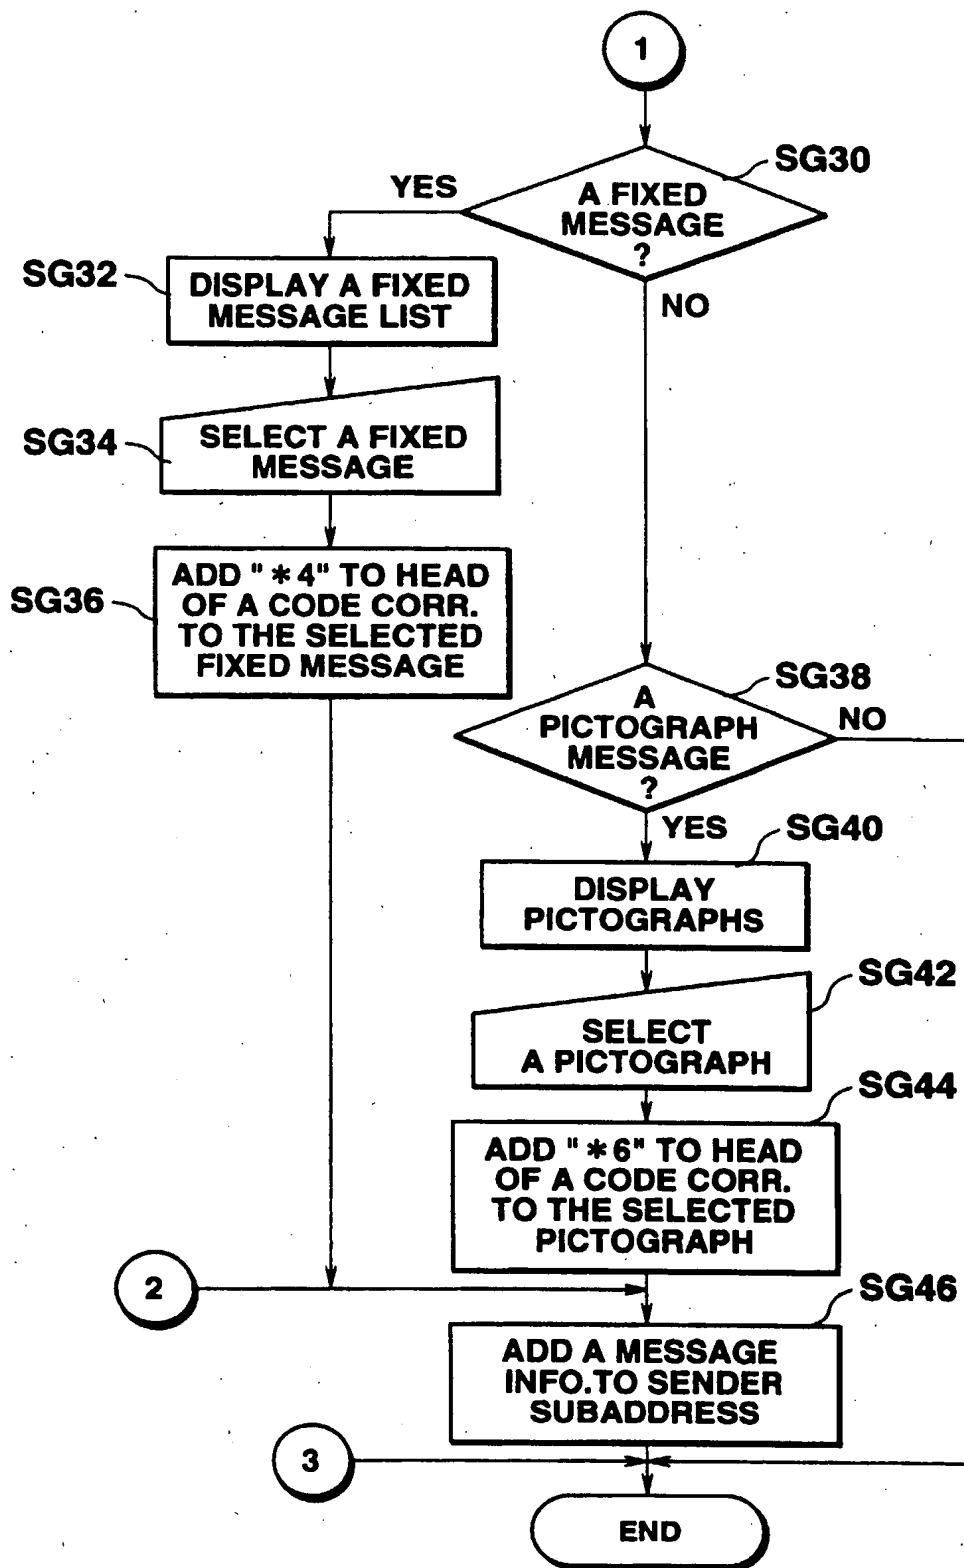 1
SG30
YES
A FIXED
MESSAGE
?
SG32
DISPLAY A FIXED
MESSAGE LIST
NO
SG34
SELECT A FIXED
MESSAGE
SG36
ADD "*4" TO HEAD
OF A CODE CORR.
TO THE SELECTED
FIXED MESSAGE
SG38
A
PICTOGRAPH
MESSAGE
?
NO
YES
SG40
DISPLAY
PICTOGRAPHS
SG42
SELECT
A PICTOGRAPH
SG44
ADD "*6" TO HEAD
OF A CODE CORR.
TO THE SELECTED
PICTOGRAPH
2
SG46
ADD A MESSAGE
INFO.TO SENDER
SUBADDRESS
3
END